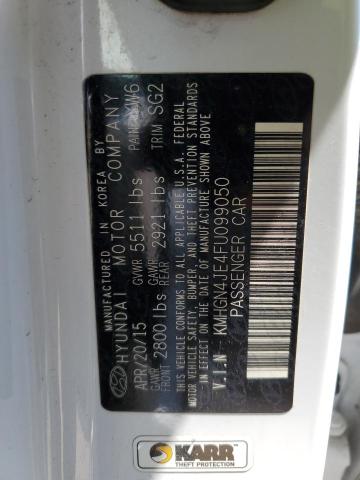 MANUFACTURED BY
HYUNDAI MOTOR COMPANY
APR/20/15 GVWR 5511 lbs PAINT W6
GAWR FRONT 2800 lbs GAWR REAR 2921 lbs TRIM SG2
THIS VEHICLE CONFORMS TO ALL APPLICABLE U.S.A. FEDERAL
MOTOR VEHICLE SAFETY, BUMPER, AND THEFT PREVENTION STANDARDS
IN EFFECT ON THE DATE OF MANUFACTURE SHOWN ABOVE
V.I.N : KMHGN4JE4FU099050
PASSENGER CAR
KARR
THEFT PROTECTION